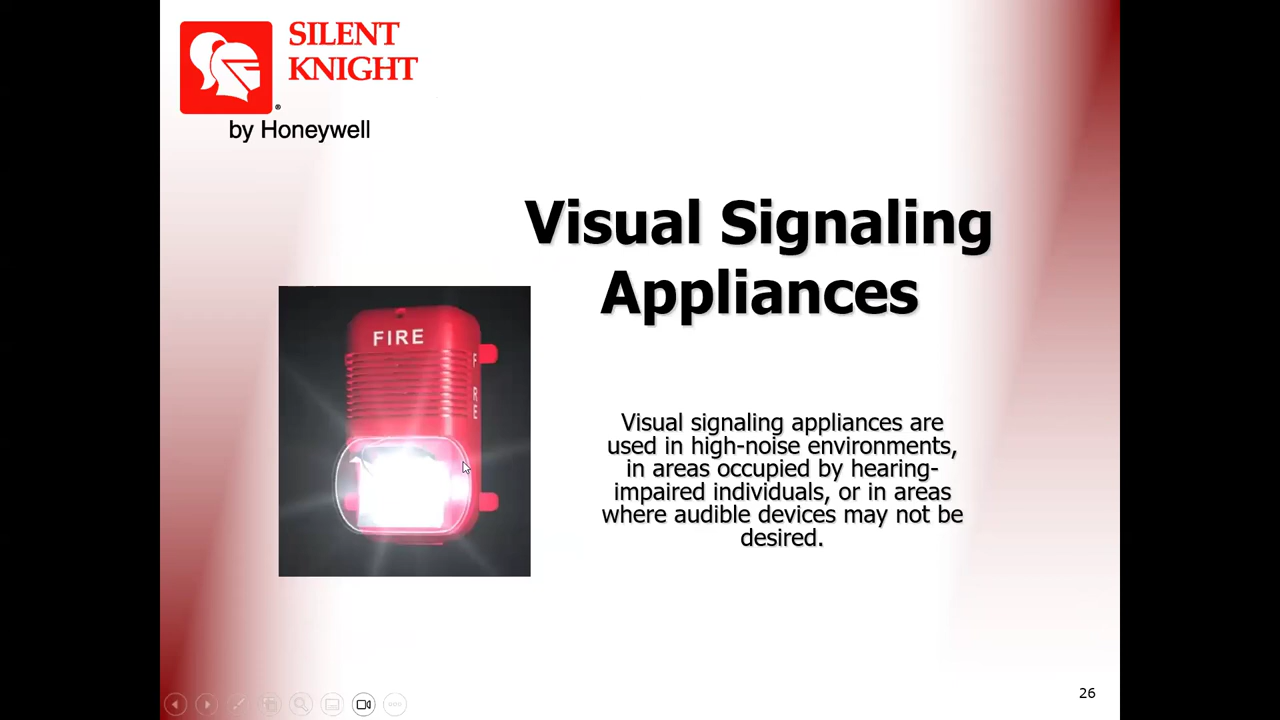 SILENT
KNIGHT
®
by Honeywell
Visual Signaling
Appliances
FIRE
FIRE
Visual signaling appliances are
used in high-noise environments,
in areas occupied by hearing-
impaired individuals, or in areas
where audible devices may not be
desired.
26